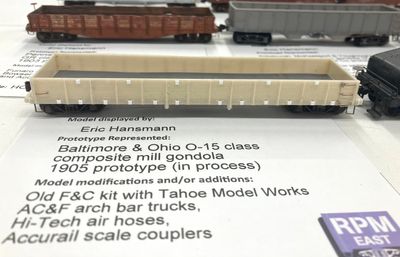 Eric Hansmann
Model displayed by:
Eric Hansmann
Prototype Represented:
Baltimore & Ohio O-15 class
composite mill gondola
1905 prototype (in process)
Model modifications and/or additions:
Old F&C kit with Tahoe Model Works
AC&F arch bar trucks,
Hi-Tech air hoses,
Accurail scale couplers
RPM
EAST